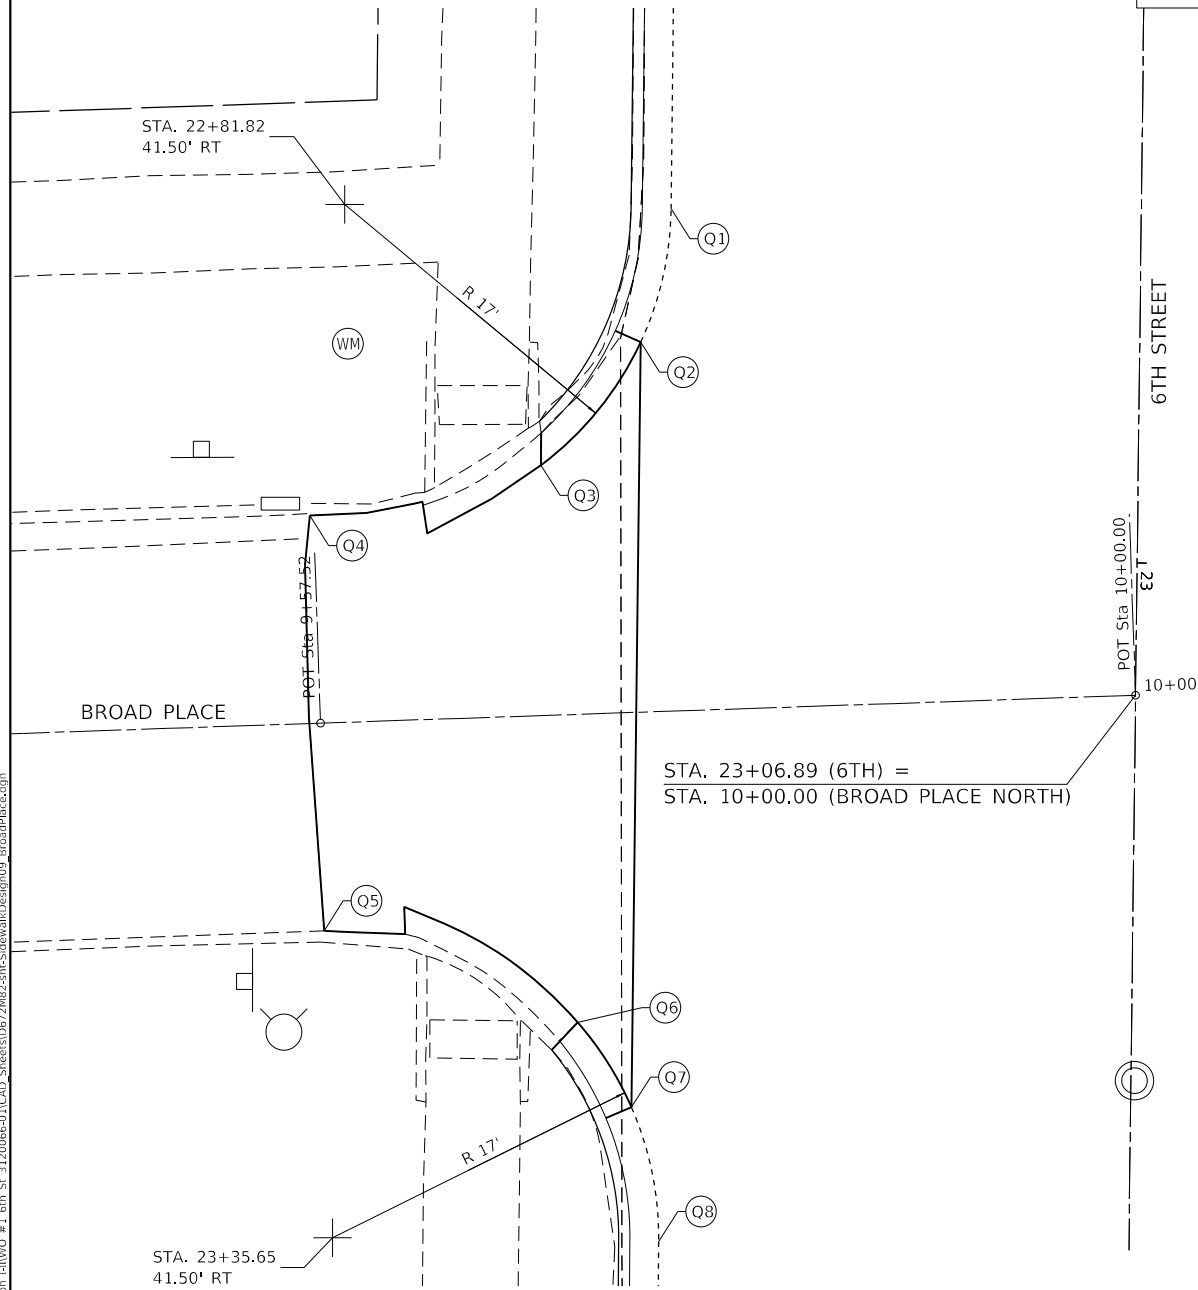 STA. 22+81.82
41.50' RT
R 17'
Q1
6TH STREET
WM
Q2
Q3
Q4
POT Sta 9+57.52
POT Sta 10+00.00
23
10+00
BROAD PLACE
STA. 23+06.89 (6TH) =
STA. 10+00.00 (BROAD PLACE NORTH)
Q5
Q6
Q7
R 17'
Q8
STA. 23+35.65
41.50' RT